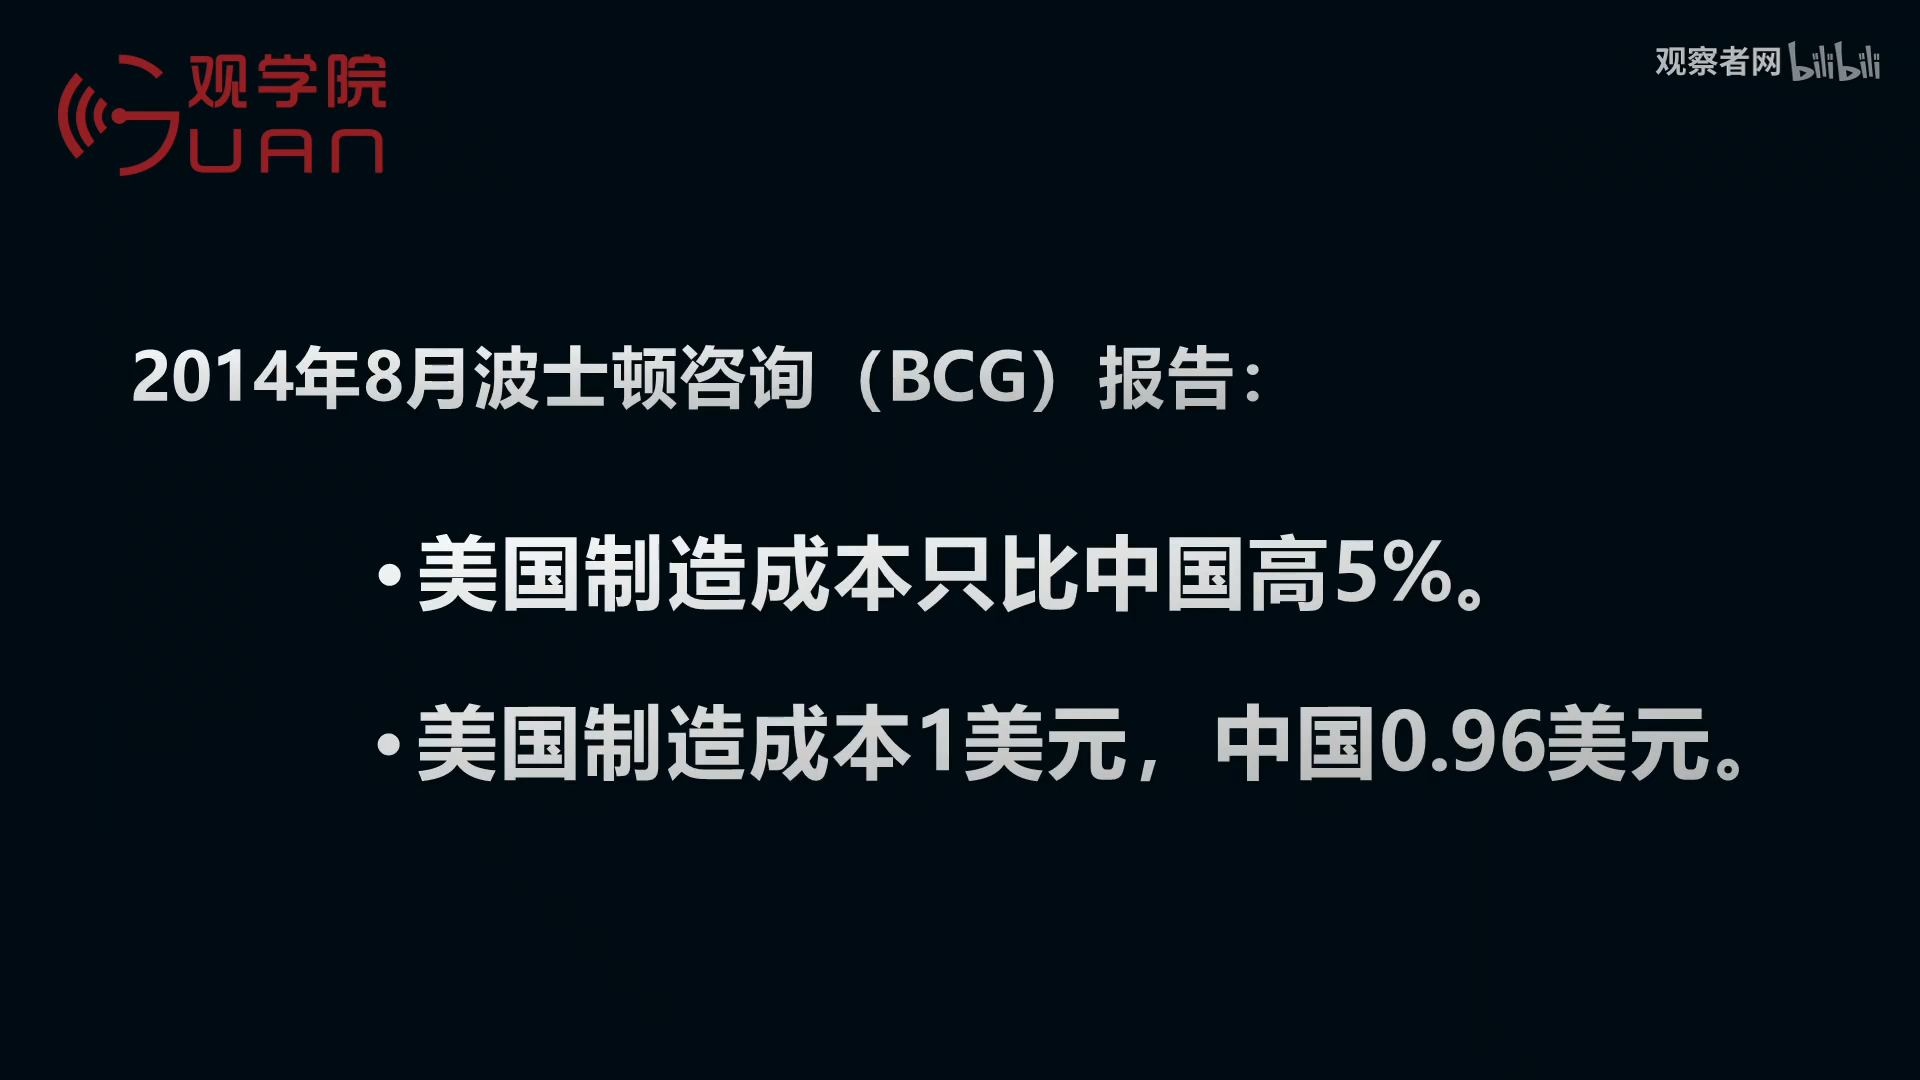 观学院
GUAN
观察者网 bilibili
2014年8月波士顿咨询（BCG）报告：
•美国制造成本只比中国高5%。
•美国制造成本1美元，中国0.96美元。